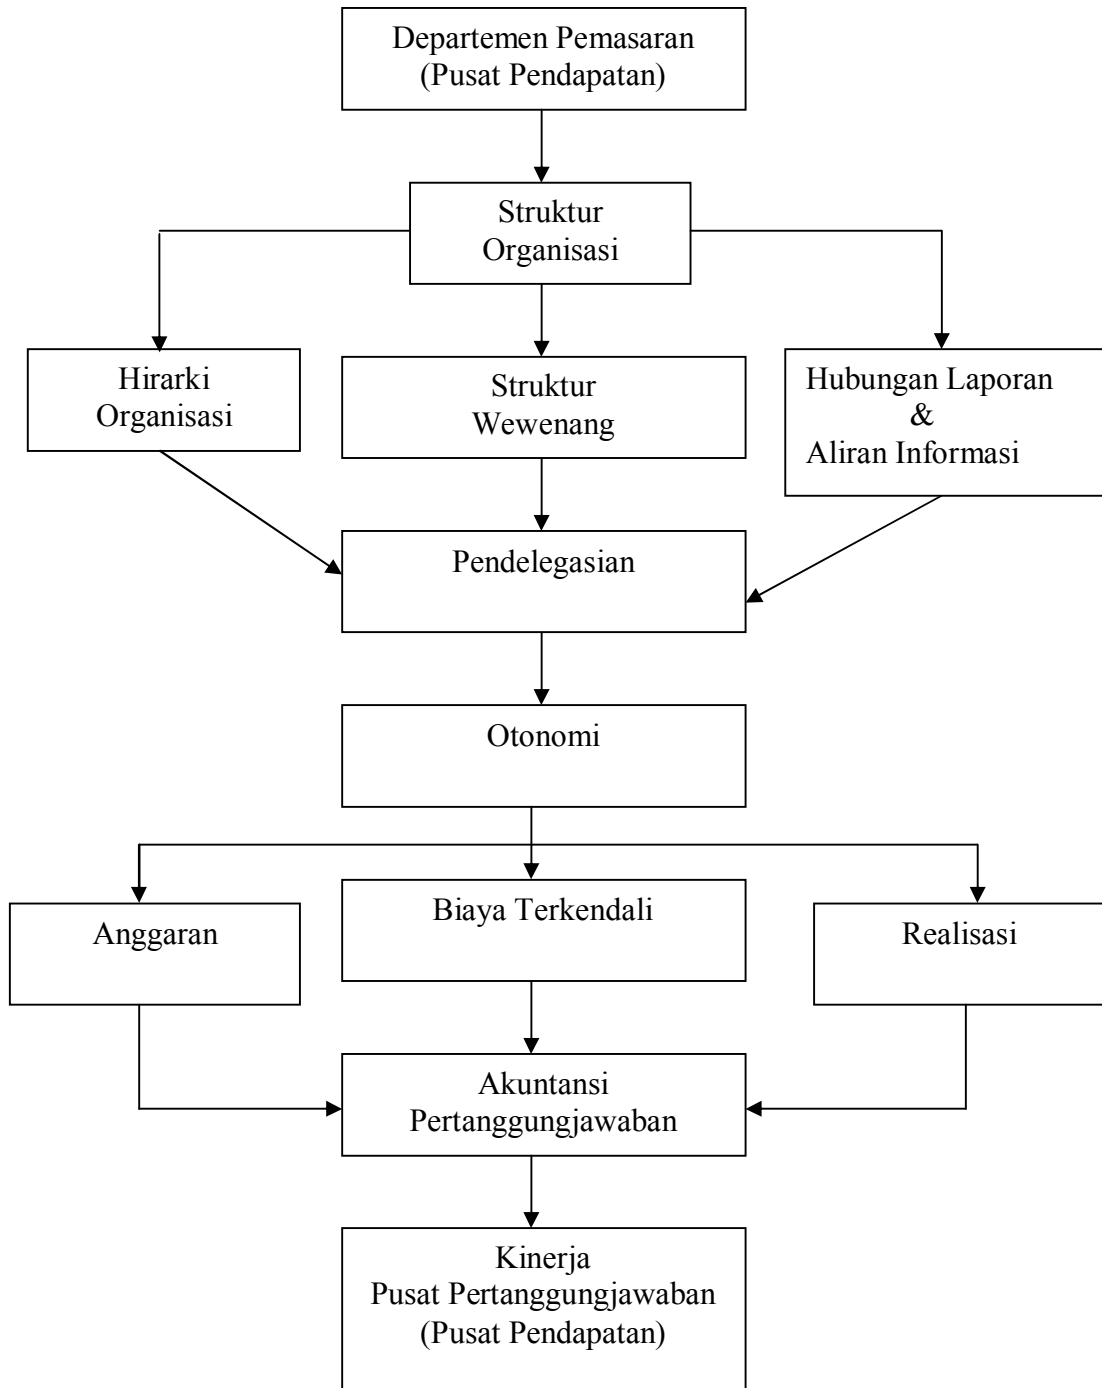 Departemen Pemasaran
(Pusat Pendapatan)
Struktur
Organisasi
Hirarki
Organisasi
Struktur
Wewenang
Hubungan Laporan
&
Aliran Informasi
Pendelegasian
Otonomi
Anggaran
Biaya Terkendali
Realisasi
Akuntansi
Pertanggungjawaban
Kinerja
Pusat Pertanggungjawaban
(Pusat Pendapatan)